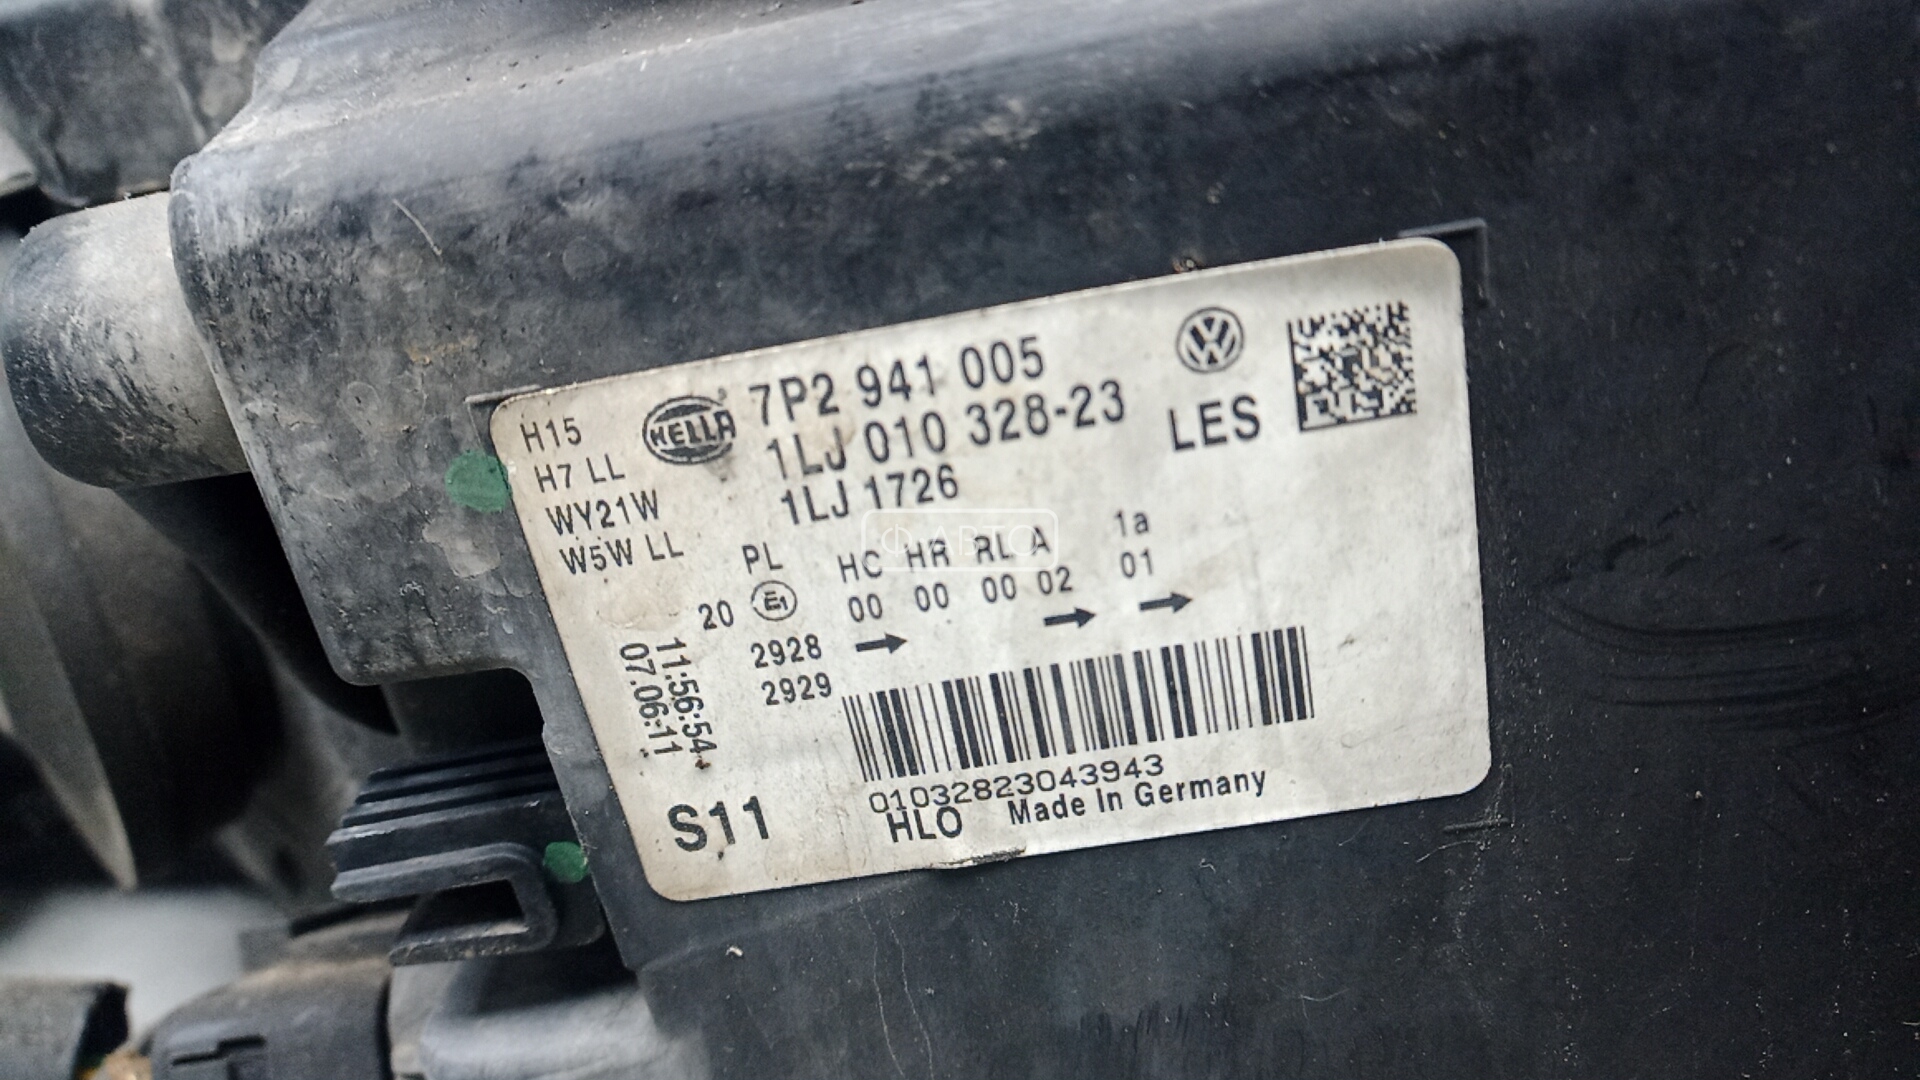 H15
H7 LL
WY21W
W5W LL
HELLA
7P2 941 005
1LJ 010 328-23
1LJ 1726
LES
PL HC HR RL A 1a
20 E1 00 00 00 02 01
2928
2929
11:56:54
07.06:11
S11
01032823043943
HLO Made In Germany
Ф АВТО